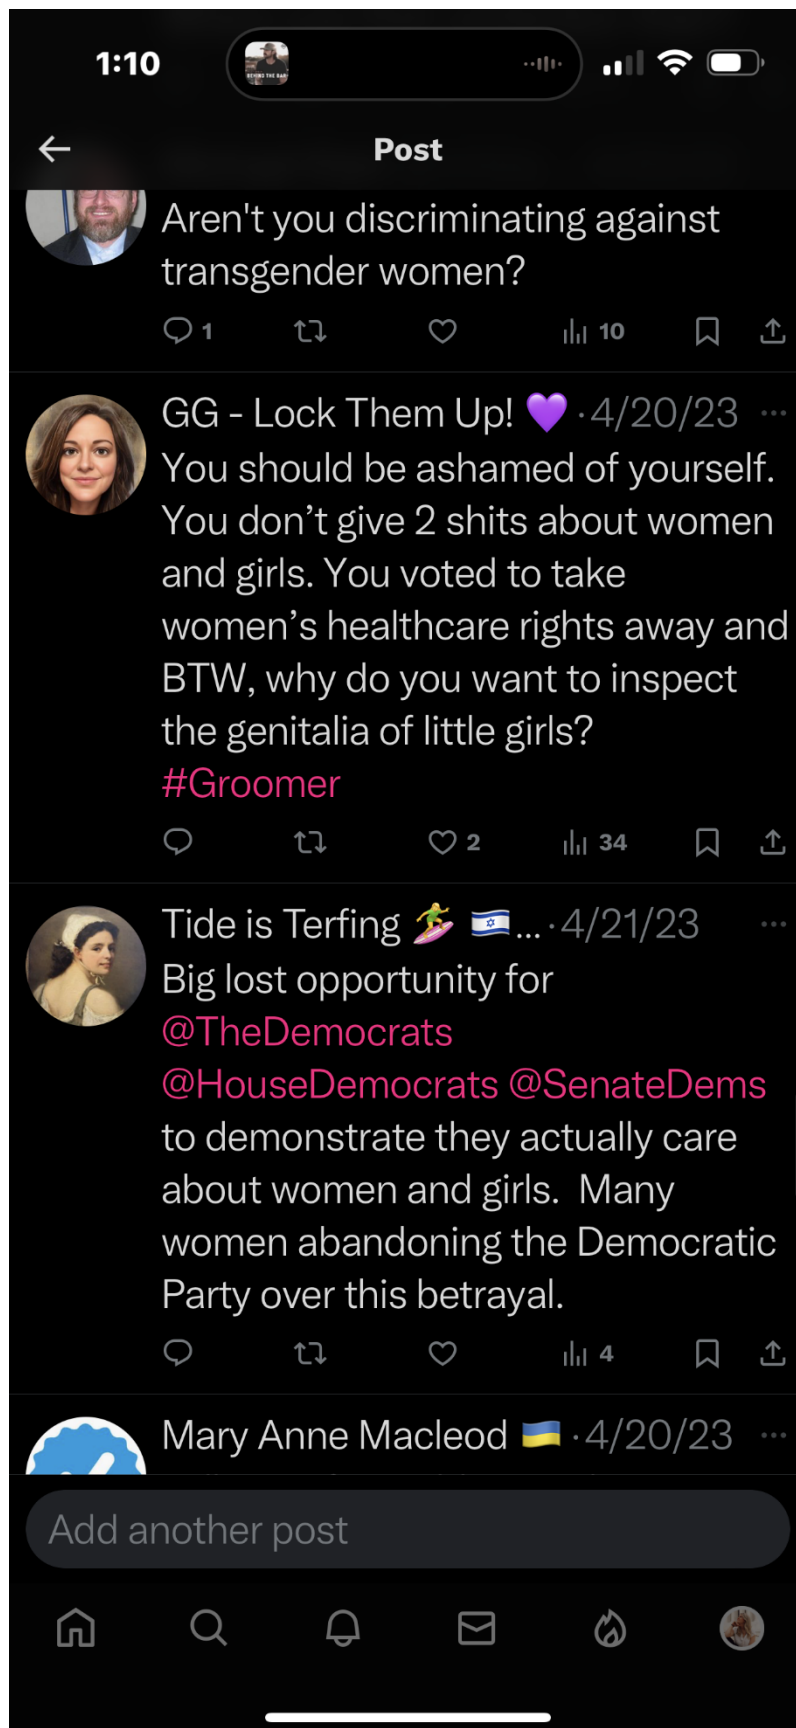 1:10
BEHIND THE BAR
Post
Aren't you discriminating against
transgender women?
1
10
GG - Lock Them Up! 💜 · 4/20/23 ...
You should be ashamed of yourself.
You don’t give 2 shits about women
and girls. You voted to take
women’s healthcare rights away and
BTW, why do you want to inspect
the genitalia of little girls?
#Groomer
2
34
Tide is Terfing 🏄‍♀️ 🇮🇱... · 4/21/23 ...
Big lost opportunity for
@TheDemocrats
@HouseDemocrats @SenateDems
to demonstrate they actually care
about women and girls.  Many
women abandoning the Democratic
Party over this betrayal.
4
Mary Anne Macleod 🇺🇦 · 4/20/23 ...
Add another post